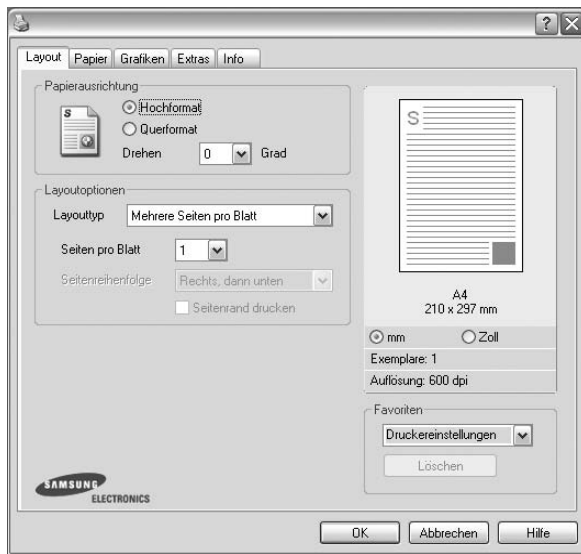 ?
Layout Papier Grafiken Extras Info
Papierausrichtung
S
Hochformat
Querformat
Drehen 0 Grad
Layoutoptionen
Layouttyp Mehrere Seiten pro Blatt
Seiten pro Blatt 1
Seitenreihenfolge Rechts, dann unten
Seitenrand drucken
S
A4
210 x 297 mm
mm Zoll
Exemplare: 1
Auflösung: 600 dpi
Favoriten
Druckereinstellungen
Löschen
SAMSUNG
ELECTRONICS
OK Abbrechen Hilfe